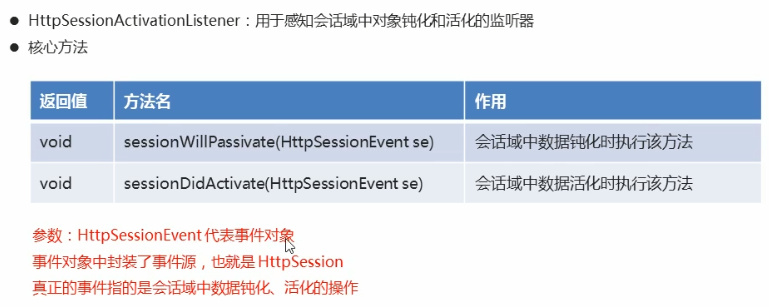 ● HttpSessionActivationListener：用于感知会话域中对象钝化和活化的监听器
● 核心方法
返回值 方法名 作用
void sessionWillPassivate(HttpSessionEvent se) 会话域中数据钝化时执行该方法
void sessionDidActivate(HttpSessionEvent se) 会话域中数据活化时执行该方法
参数：HttpSessionEvent 代表事件对象
事件对象中封装了事件源，也就是 HttpSession
真正的事件指的是会话域中数据钝化、活化的操作